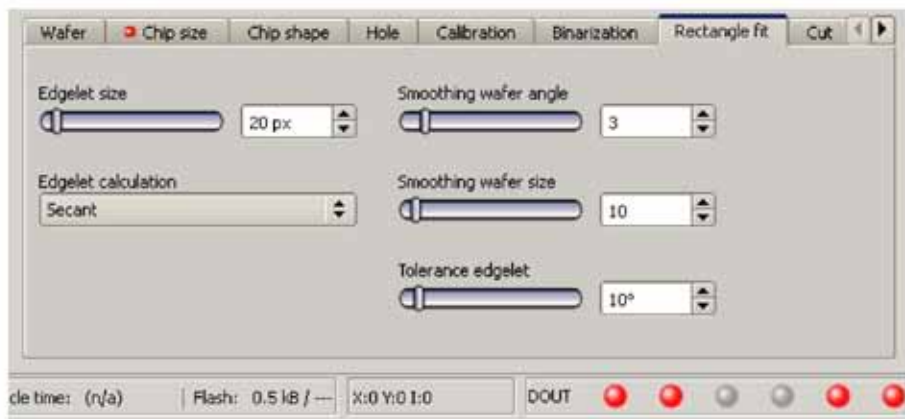 Wafer Chip size Chip shape Hole Calibration Binarization Rectangle fit Cut
Edgelet size
20 px
Smoothing wafer angle
3
Edgelet calculation
Secant
Smoothing wafer size
10
Tolerance edgelet
10°
cle time: (n/a) Flash: 0.5 kB / --- X:0 Y:0 I:0 DOUT